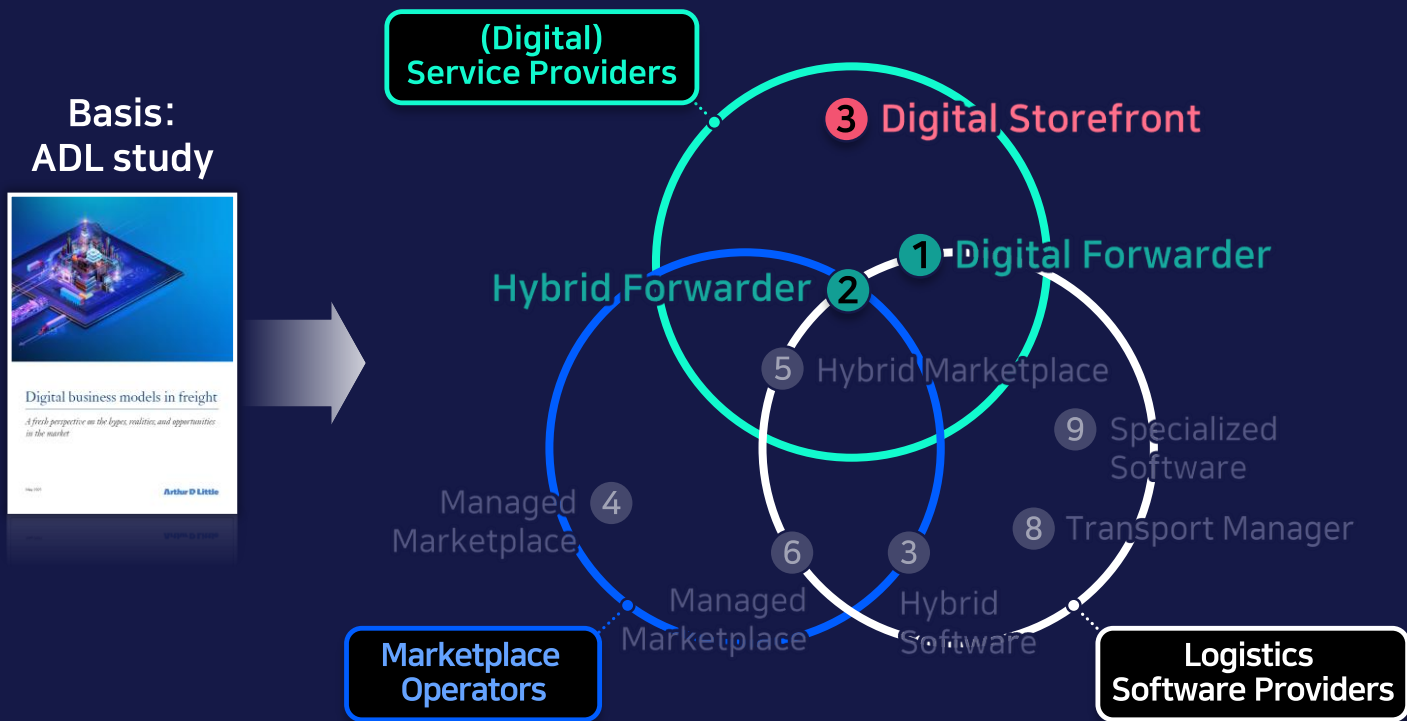 (Digital)
Service Providers
Basis:
ADL study
3 Digital Storefront
1 Digital Forwarder
Hybrid Forwarder 2
5 Hybrid Marketplace
9 Specialized
Software
Digital business models in freight
A fresh perspective on the hypes, realities, and opportunities
in the market
Arthur D Little
Managed 4
Marketplace
8 Transport Manager
6
3
Managed
Marketplace
Hybrid
Software
Marketplace
Operators
Logistics
Software Providers